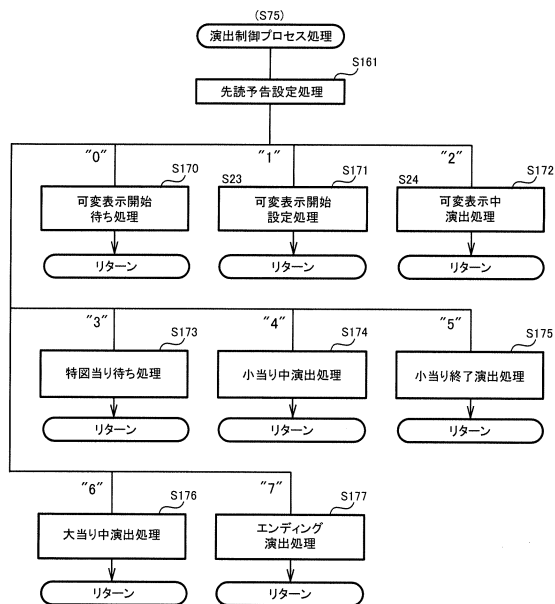 (S75)
演出制御プロセス処理
S161
先読予告設定処理
"0"
"1"
"2"
S170
S23
S171
S24
S172
可変表示開始
待ち処理
可変表示開始
設定処理
可変表示中
演出処理
リターン
リターン
リターン
"3"
"4"
"5"
S173
S174
S175
特図当り待ち処理
小当り中演出処理
小当り終了演出処理
リターン
リターン
リターン
"6"
"7"
S176
S177
大当り中演出処理
エンディング
演出処理
リターン
リターン